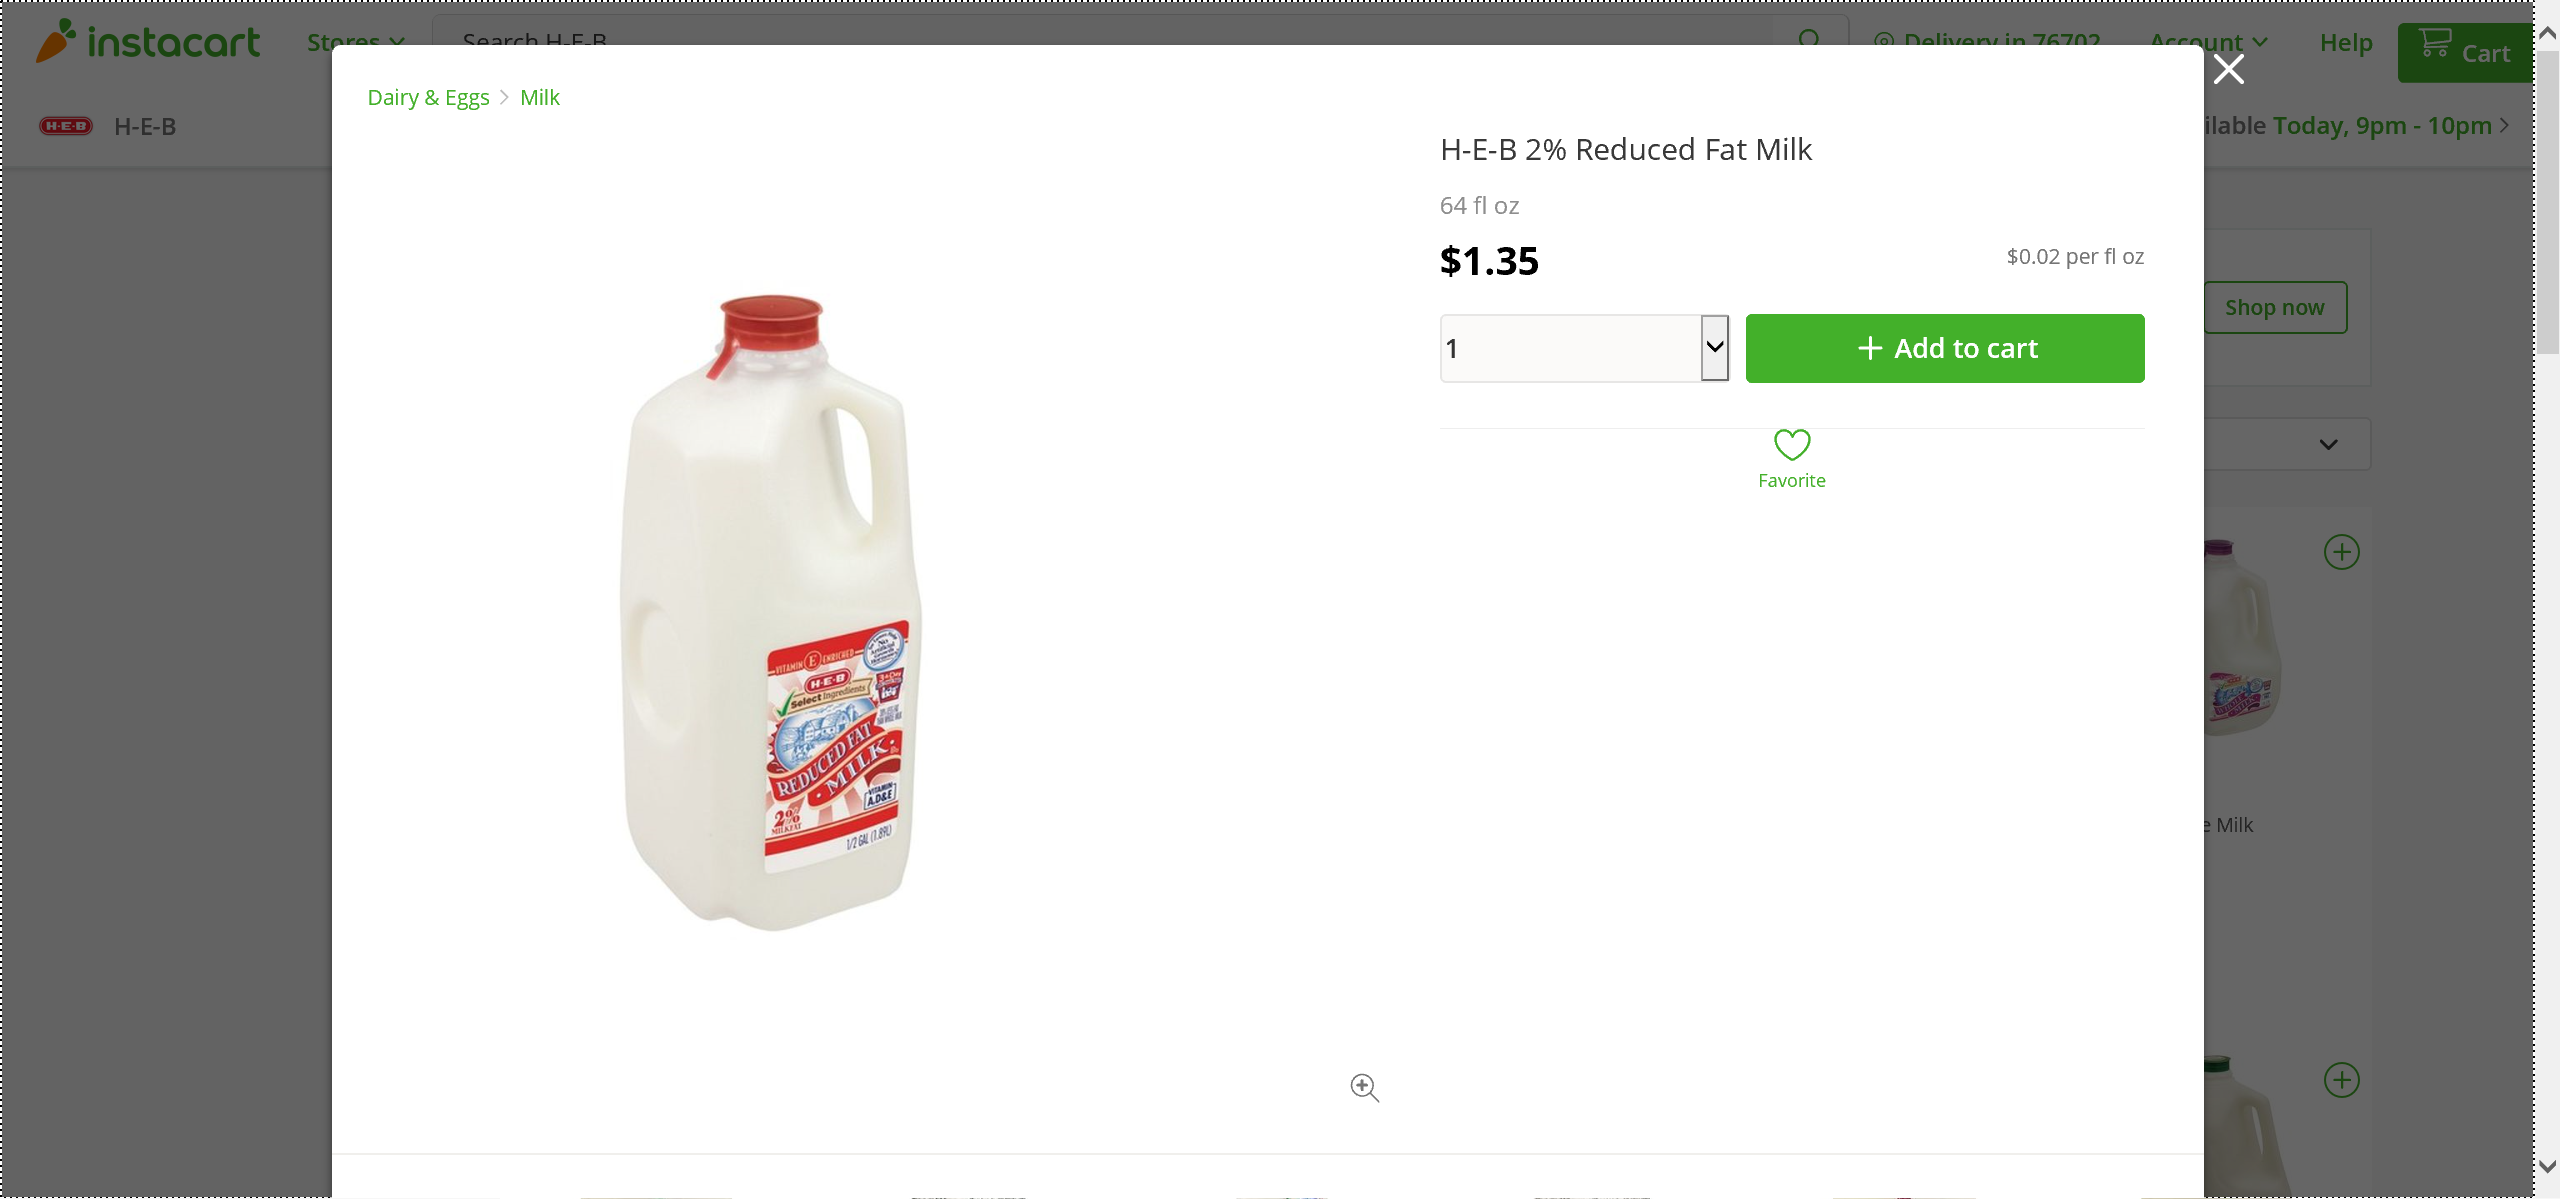 instacart
Stores
Search H-E-B
Delivery in 76702
Account
Help
Cart
H-E-B
H-E-B
ilable Today, 9pm - 10pm
Dairy & Eggs
Milk
H-E-B 2% Reduced Fat Milk
64 fl oz
$1.35
$0.02 per fl oz
1
Add to cart
Favorite
Shop now
e Milk
VITAMIN E ENRICHED
H-E-B
Select Ingredients
REDUCED FAT
MILK
VITAMIN
A,D&E
2%
MILKFAT
1/2 GAL (1.89L)